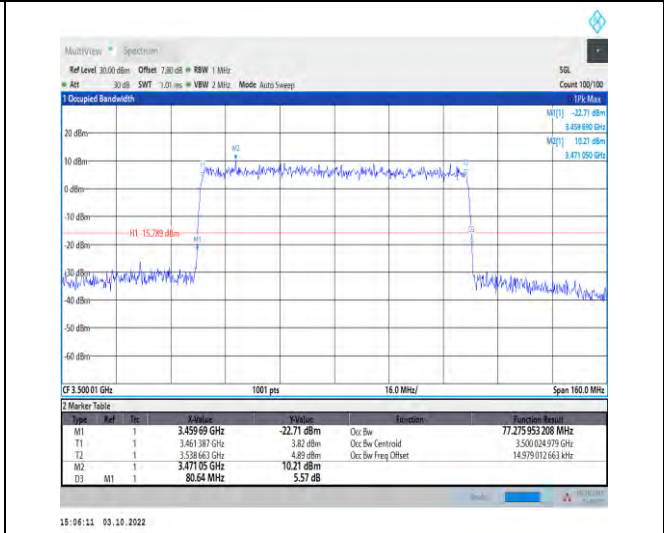 MultiView Spectrum
Ref Level 30.00 dBm Offset 7.80 dB RBW 1 MHz SGL
Att 30 dB SWT 1.01 ms VBW 2 MHz Mode Auto Sweep Count 100/100
1 Occupied Bandwidth 1Pk Max
M1[1] -22.71 dBm
3.459 690 GHz
M2[1] 10.21 dBm
3.471 050 GHz
20 dBm
M2
10 dBm
0 dBm
-10 dBm
H1 -15.789 dBm
M1
-20 dBm
-30 dBm
-40 dBm
-50 dBm
-60 dBm
CF 3.500 01 GHz 1001 pts 16.0 MHz/ Span 160.0 MHz
2 Marker Table
Type Ref Trc X-Value Y-Value Function Function Result
M1 1 3.459 69 GHz -22.71 dBm Occ Bw 77.275 953 208 MHz
T1 1 3.461 387 GHz 3.82 dBm Occ Bw Centroid 3.500 024 979 GHz
T2 1 3.538 663 GHz 4.89 dBm Occ Bw Freq Offset 14.979 012 663 kHz
M2 1 3.471 05 GHz 10.21 dBm
D3 M1 1 80.64 MHz 5.57 dB
15:06:11 03.10.2022